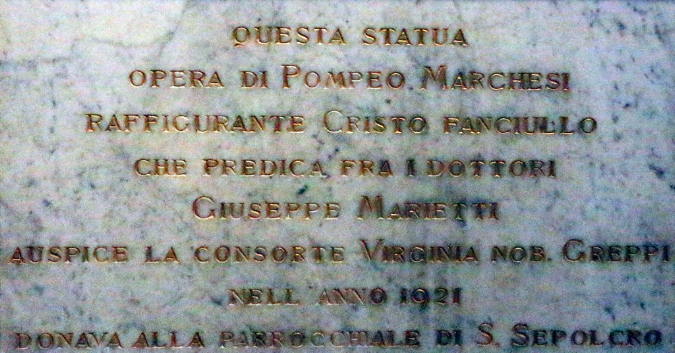 QUESTA STATUA
OPERA DI POMPEO MARCHESI
RAFFIGURANTE CRISTO FANCIULLO
CHE PREDICA FRA I DOTTORI
GIUSEPPE MARIETTI
AUSPICE LA CONSORTE VIRGINIA NOB. GREPPI
NELL ANNO 1921
DONAVA ALLA PARROCCHIALE DI S. SEPOLCRO